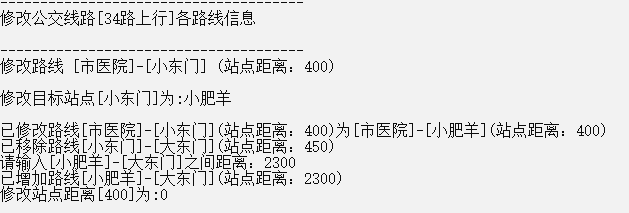 --------------------------------------
修改公交线路[34路上行]各路线信息
--------------------------------------
修改路线 [市医院]-[小东门] (站点距离：400)
修改目标站点[小东门]为:小肥羊
已修改路线[市医院]-[小东门](站点距离：400)为[市医院]-[小肥羊](站点距离：400)
已移除路线[小东门]-[大东门](站点距离：450)
请输入[小肥羊]-[大东门]之间距离：2300
已增加路线[小肥羊]-[大东门](站点距离：2300)
修改站点距离[400]为:0